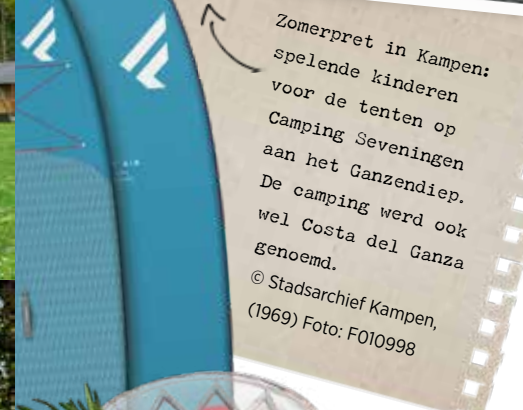 Zomerpret in Kampen:
spelende kinderen
voor de tenten op
Camping Seveningen
aan het Ganzendiep.
De camping werd ook
wel Costa del Ganza
genoemd.
© Stadsarchief Kampen,
(1969) Foto: F010998